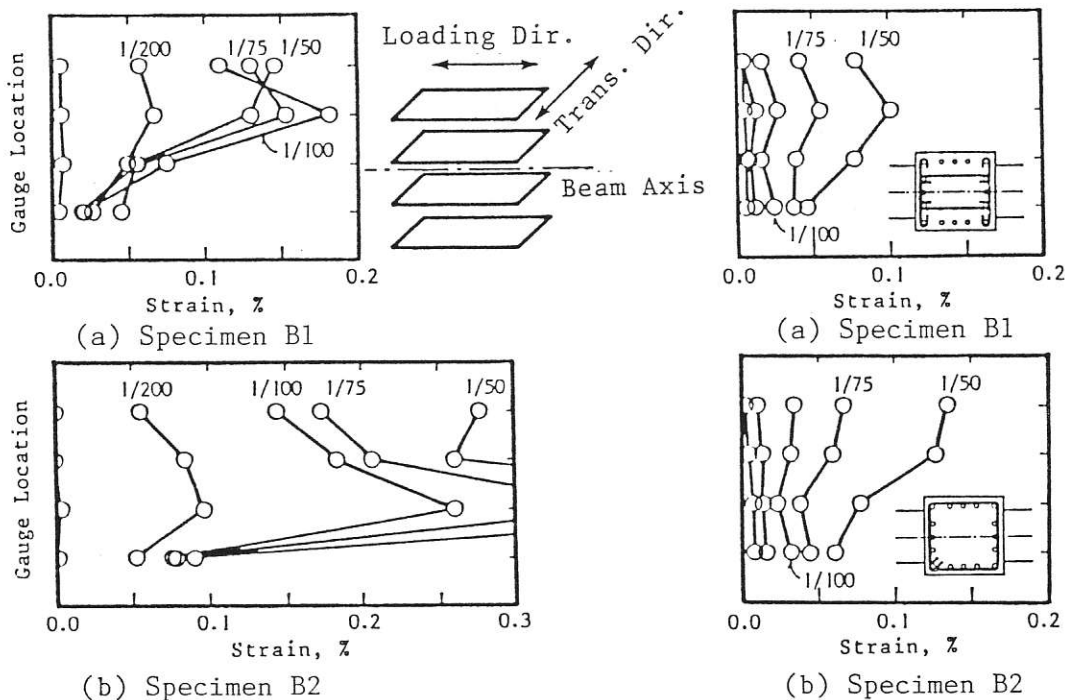 1/200
1/75
1/50
1/100
Gauge Location
0.0
0.1
0.2
Strain, %
(a) Specimen B1
Loading Dir.
Trans. Dir.
Beam Axis
1/75
1/50
1/100
0.0
0.1
0.2
Strain, %
(a) Specimen B1
1/200
1/100
1/75
1/50
Gauge Location
0.0
0.1
0.2
0.3
Strain, %
(b) Specimen B2
1/75
1/50
1/100
0.0
0.1
0.2
Strain, %
(b) Specimen B2